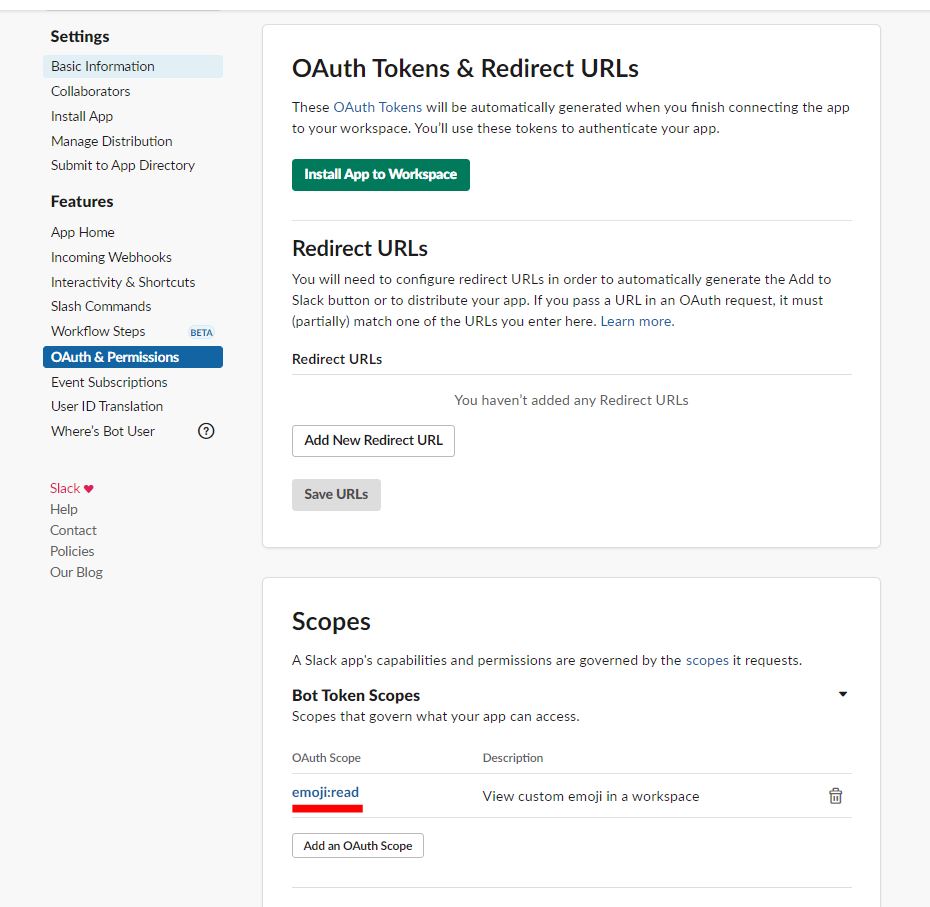 Settings
Basic Information
Collaborators
Install App
Manage Distribution
Submit to App Directory
Features
App Home
Incoming Webhooks
Interactivity & Shortcuts
Slash Commands
Workflow Steps BETA
OAuth & Permissions
Event Subscriptions
User ID Translation
Where's Bot User ?
Slack ♥
Help
Contact
Policies
Our Blog
OAuth Tokens & Redirect URLs
These OAuth Tokens will be automatically generated when you finish connecting the app
to your workspace. You'll use these tokens to authenticate your app.
Install App to Workspace
Redirect URLs
You will need to configure redirect URLs in order to automatically generate the Add to
Slack button or to distribute your app. If you pass a URL in an OAuth request, it must
(partially) match one of the URLs you enter here. Learn more.
Redirect URLs
You haven't added any Redirect URLs
Add New Redirect URL
Save URLs
Scopes
A Slack app's capabilities and permissions are governed by the scopes it requests.
Bot Token Scopes
Scopes that govern what your app can access.
OAuth Scope Description
emoji:read View custom emoji in a workspace
Add an OAuth Scope